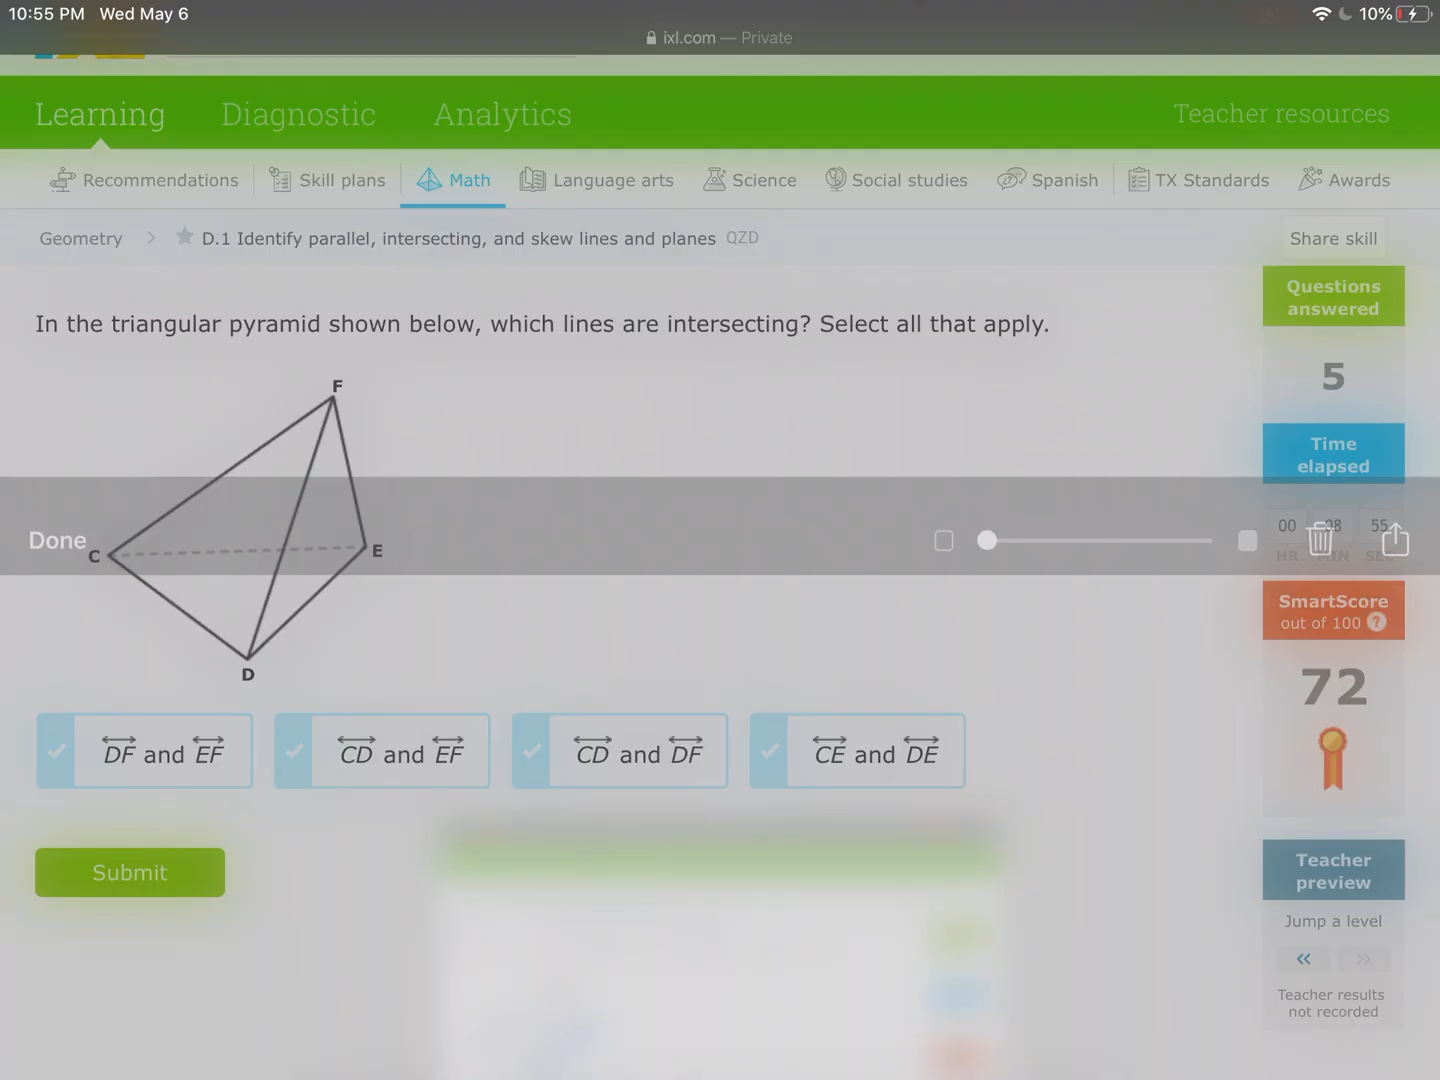 10:55 PM Wed May 6
10%
ixl.com — Private
Learning Diagnostic Analytics Teacher resources
Recommendations Skill plans Math Language arts Science Social studies Spanish TX Standards Awards
Geometry > D.1 Identify parallel, intersecting, and skew lines and planes QZD
Share skill
Questions
answered
In the triangular pyramid shown below, which lines are intersecting? Select all that apply.
5
F
Time
elapsed
00 08 55
HR MIN SEC
Done
C
E
SmartScore
out of 100 ?
72
D
DF and EF
CD and EF
CD and DF
CE and DE
Submit
Teacher
preview
Jump a level
« »
Teacher results
not recorded